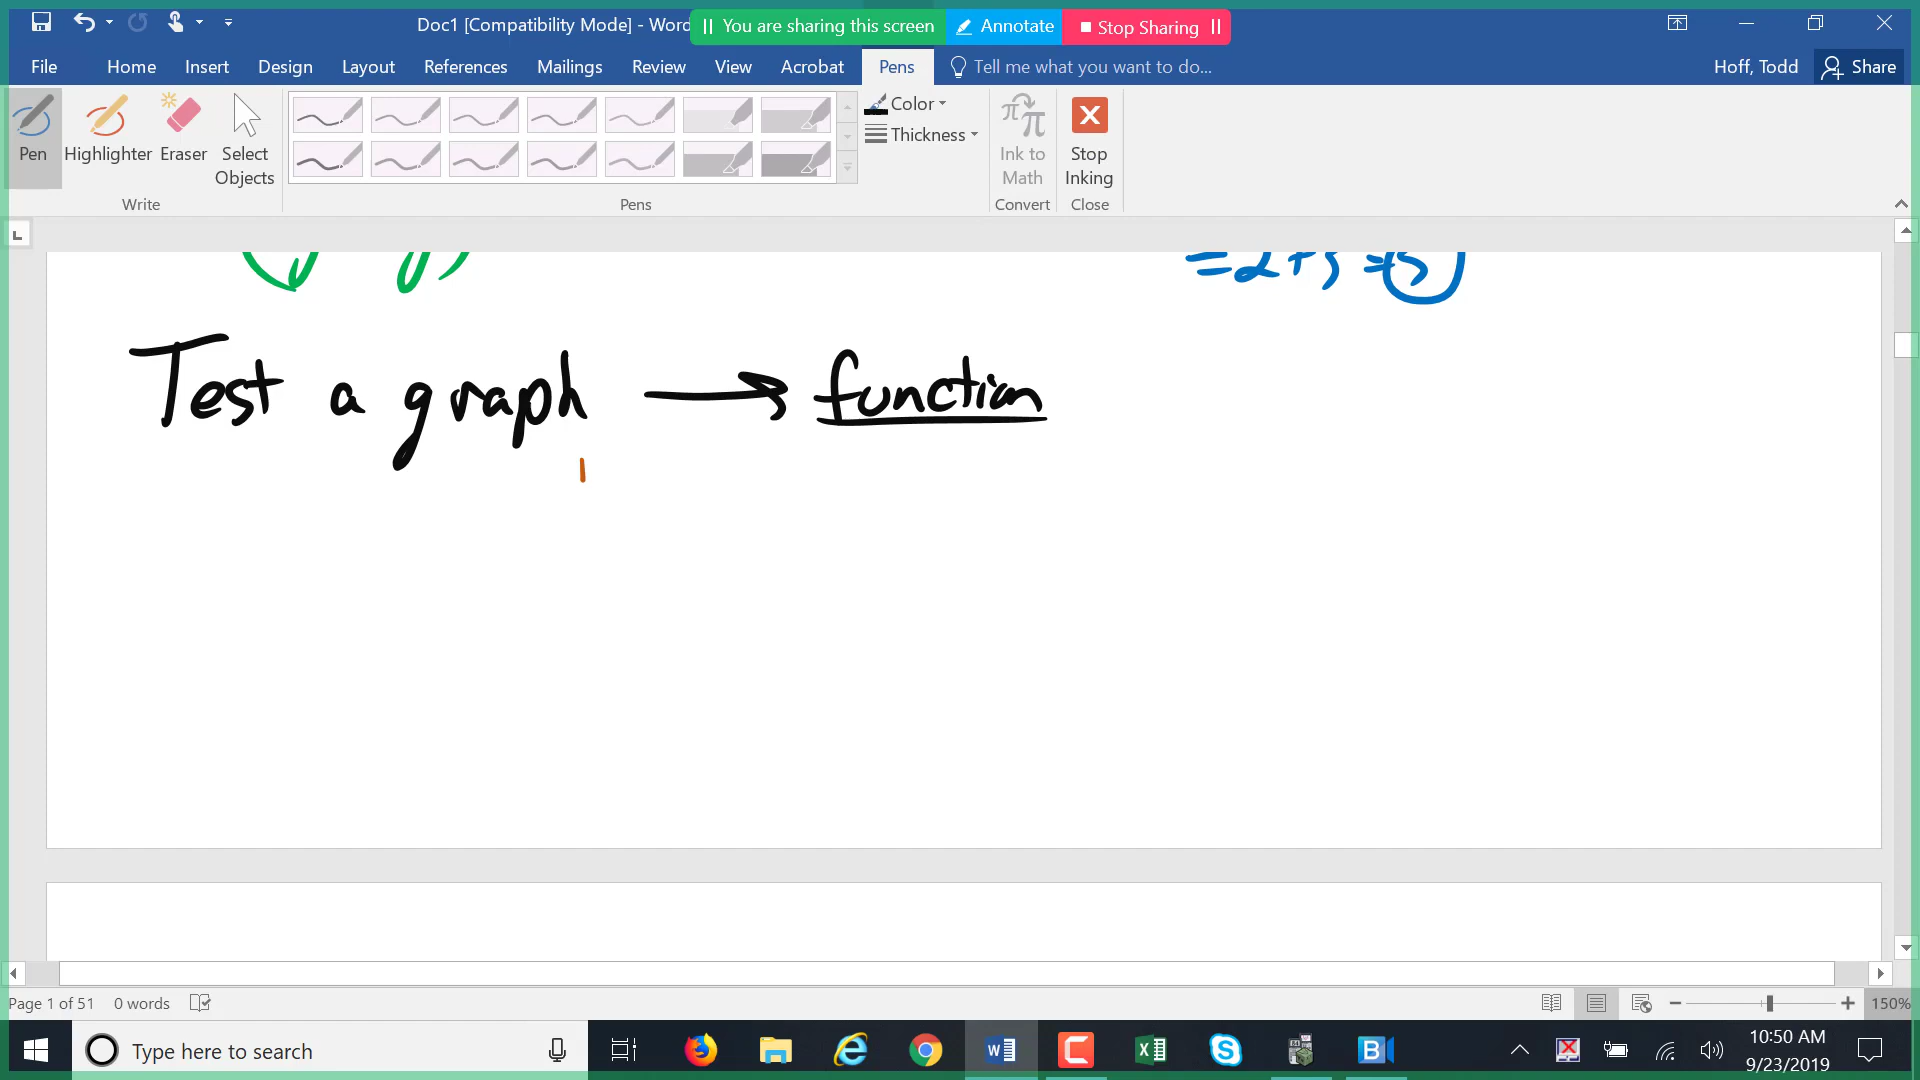 Doc1 [Compatibility Mode] - Word
You are sharing this screen
Annotate
Stop Sharing
File Home Insert Design Layout References Mailings Review View Acrobat Pens Tell me what you want to do... Hoff, Todd Share
Pen Highlighter Eraser Select Objects
Color
Thickness
Ink to Math
Stop Inking
Write Pens Convert Close
= 2 + 3 = 5
Test a graph → function
Page 1 of 51 0 words 150%
Type here to search
10:50 AM
9/23/2019